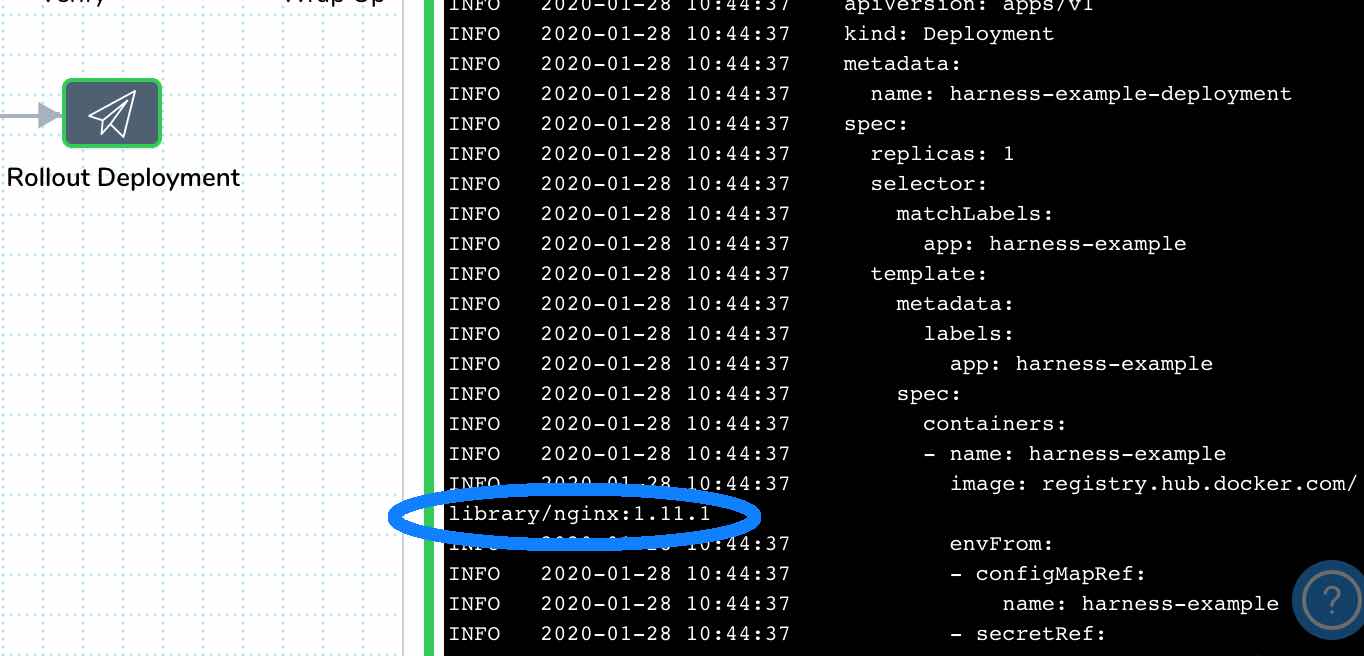 Verify
Wrap Up
Rollout Deployment
INFO 2020-01-28 10:44:37 apiVersion: apps/v1
INFO 2020-01-28 10:44:37 kind: Deployment
INFO 2020-01-28 10:44:37 metadata:
INFO 2020-01-28 10:44:37 name: harness-example-deployment
INFO 2020-01-28 10:44:37 spec:
INFO 2020-01-28 10:44:37 replicas: 1
INFO 2020-01-28 10:44:37 selector:
INFO 2020-01-28 10:44:37 matchLabels:
INFO 2020-01-28 10:44:37 app: harness-example
INFO 2020-01-28 10:44:37 template:
INFO 2020-01-28 10:44:37 metadata:
INFO 2020-01-28 10:44:37 labels:
INFO 2020-01-28 10:44:37 app: harness-example
INFO 2020-01-28 10:44:37 spec:
INFO 2020-01-28 10:44:37 containers:
INFO 2020-01-28 10:44:37 - name: harness-example
INFO 2020-01-28 10:44:37 image: registry.hub.docker.com/
library/nginx:1.11.1
INFO 2020-01-28 10:44:37 envFrom:
INFO 2020-01-28 10:44:37 - configMapRef:
INFO 2020-01-28 10:44:37 name: harness-example
INFO 2020-01-28 10:44:37 - secretRef:
?